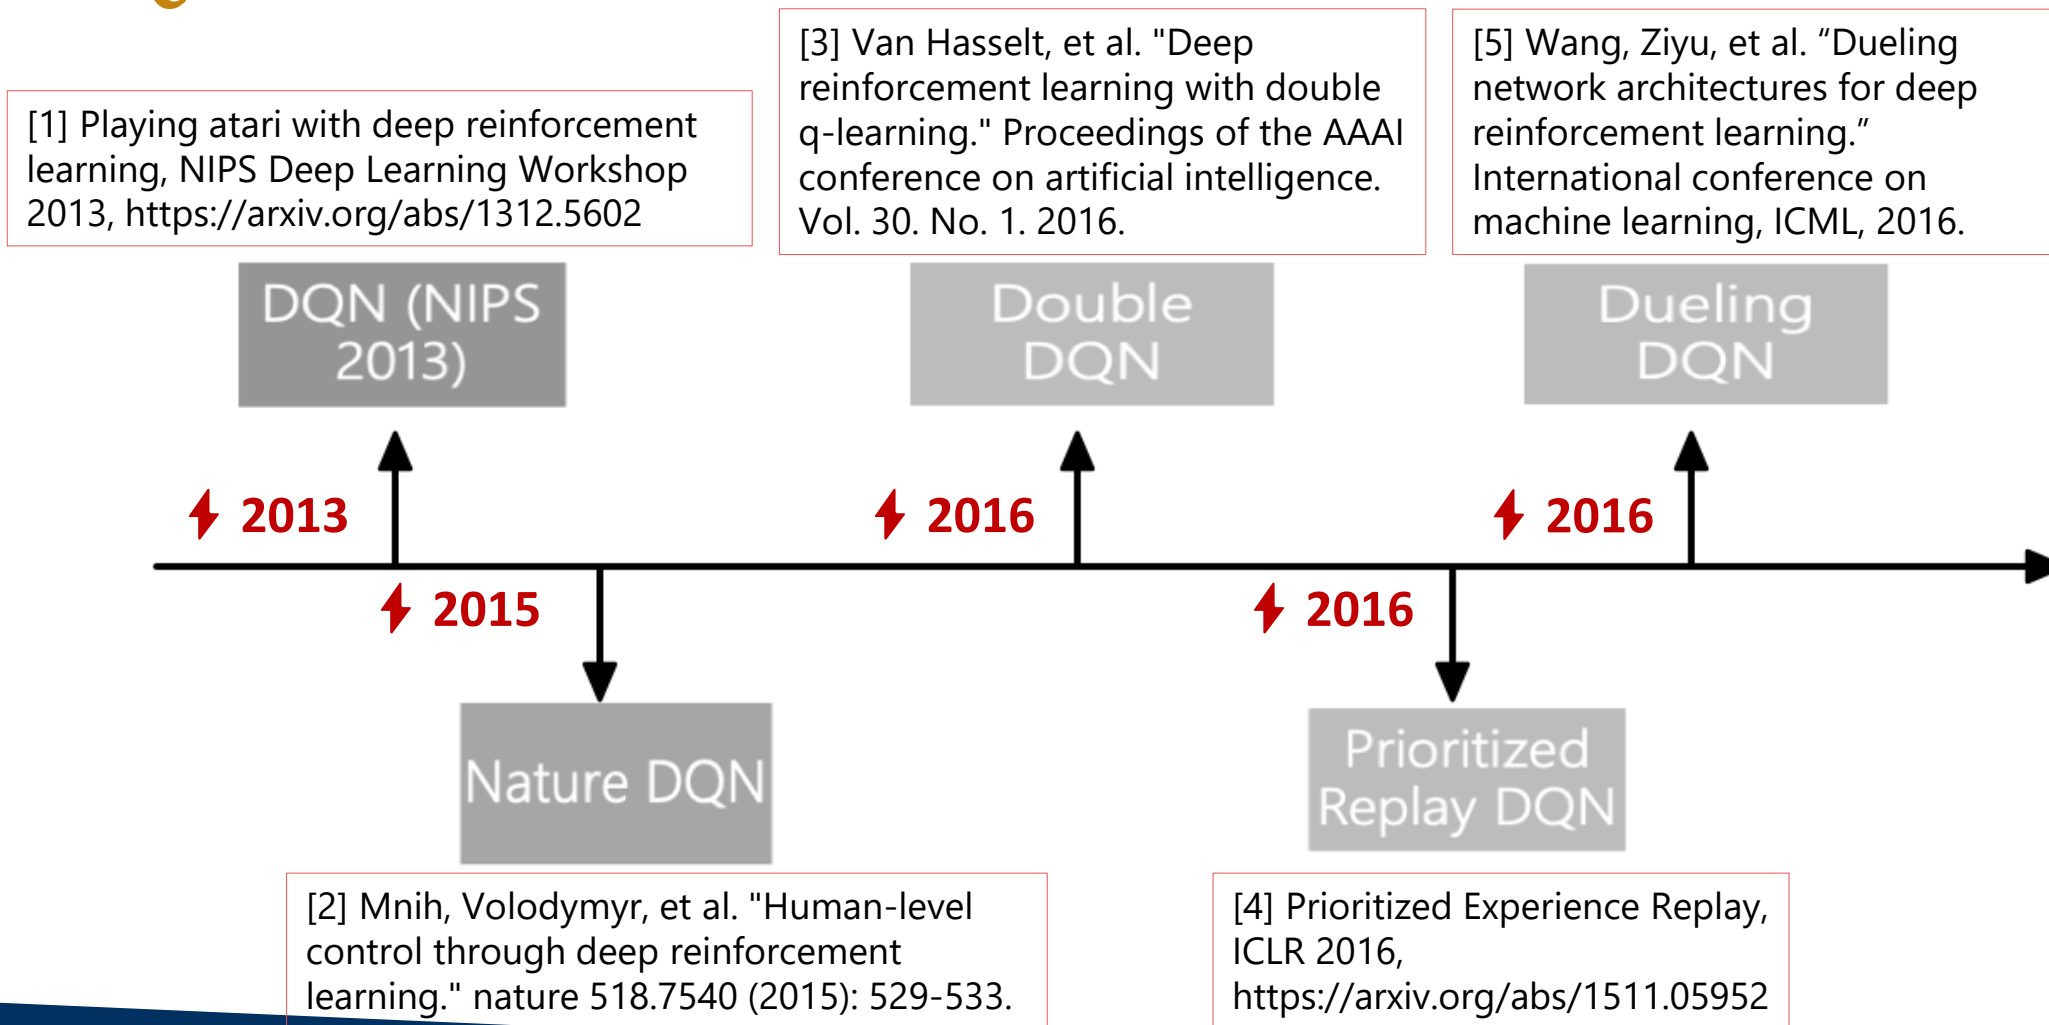 [1] Playing atari with deep reinforcement
learning, NIPS Deep Learning Workshop
2013, https://arxiv.org/abs/1312.5602
[3] Van Hasselt, et al. "Deep
reinforcement learning with double
q-learning." Proceedings of the AAAI
conference on artificial intelligence.
Vol. 30. No. 1. 2016.
[5] Wang, Ziyu, et al. “Dueling
network architectures for deep
reinforcement learning.”
International conference on
machine learning, ICML, 2016.
DQN (NIPS
2013)
Double
DQN
Dueling
DQN
2013
2016
2016
2015
2016
Nature DQN
Prioritized
Replay DQN
[2] Mnih, Volodymyr, et al. "Human-level
control through deep reinforcement
learning." nature 518.7540 (2015): 529-533.
[4] Prioritized Experience Replay,
ICLR 2016,
https://arxiv.org/abs/1511.05952